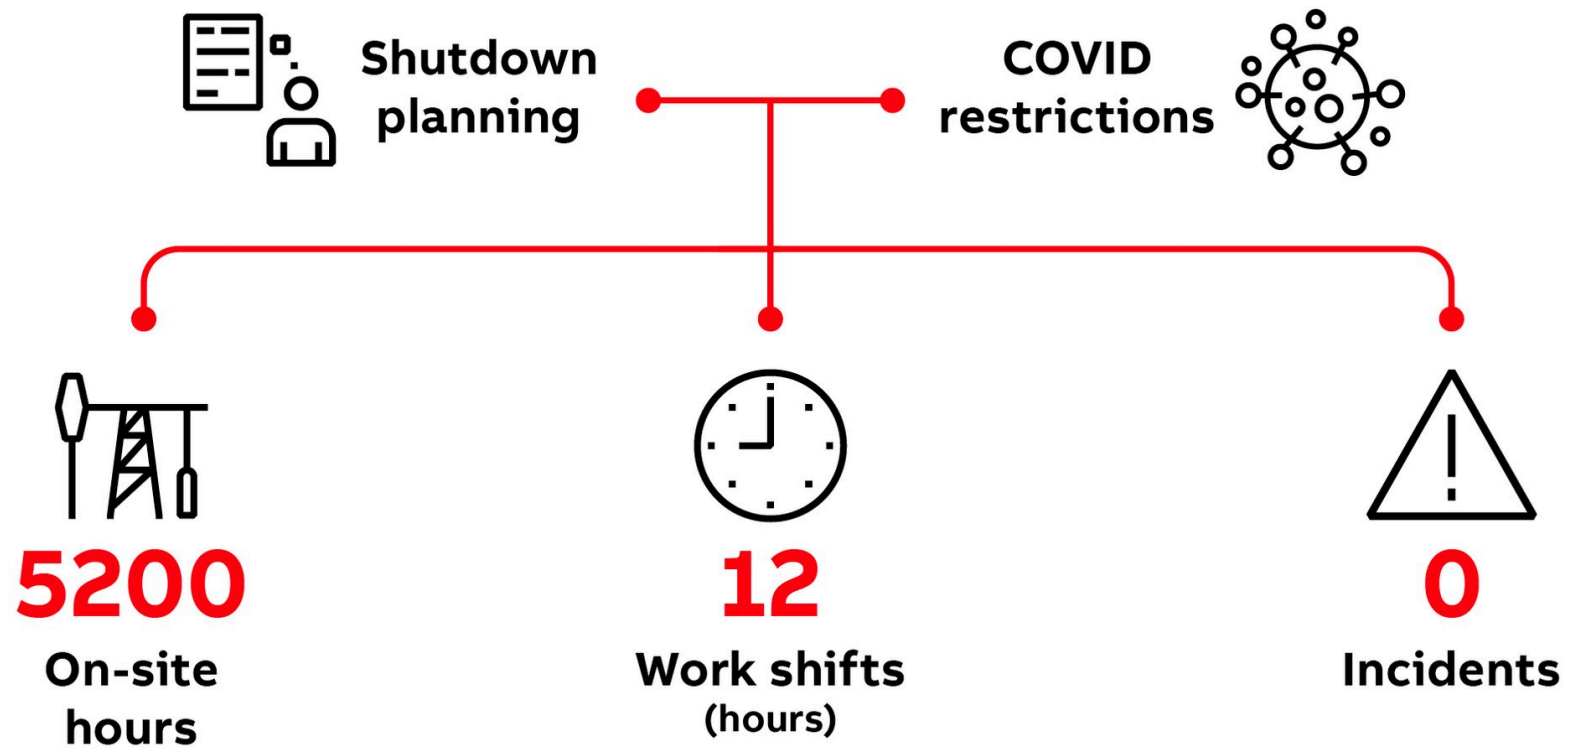 Shutdown
planning
COVID
restrictions
5200
On-site
hours
12
Work shifts
(hours)
0
Incidents